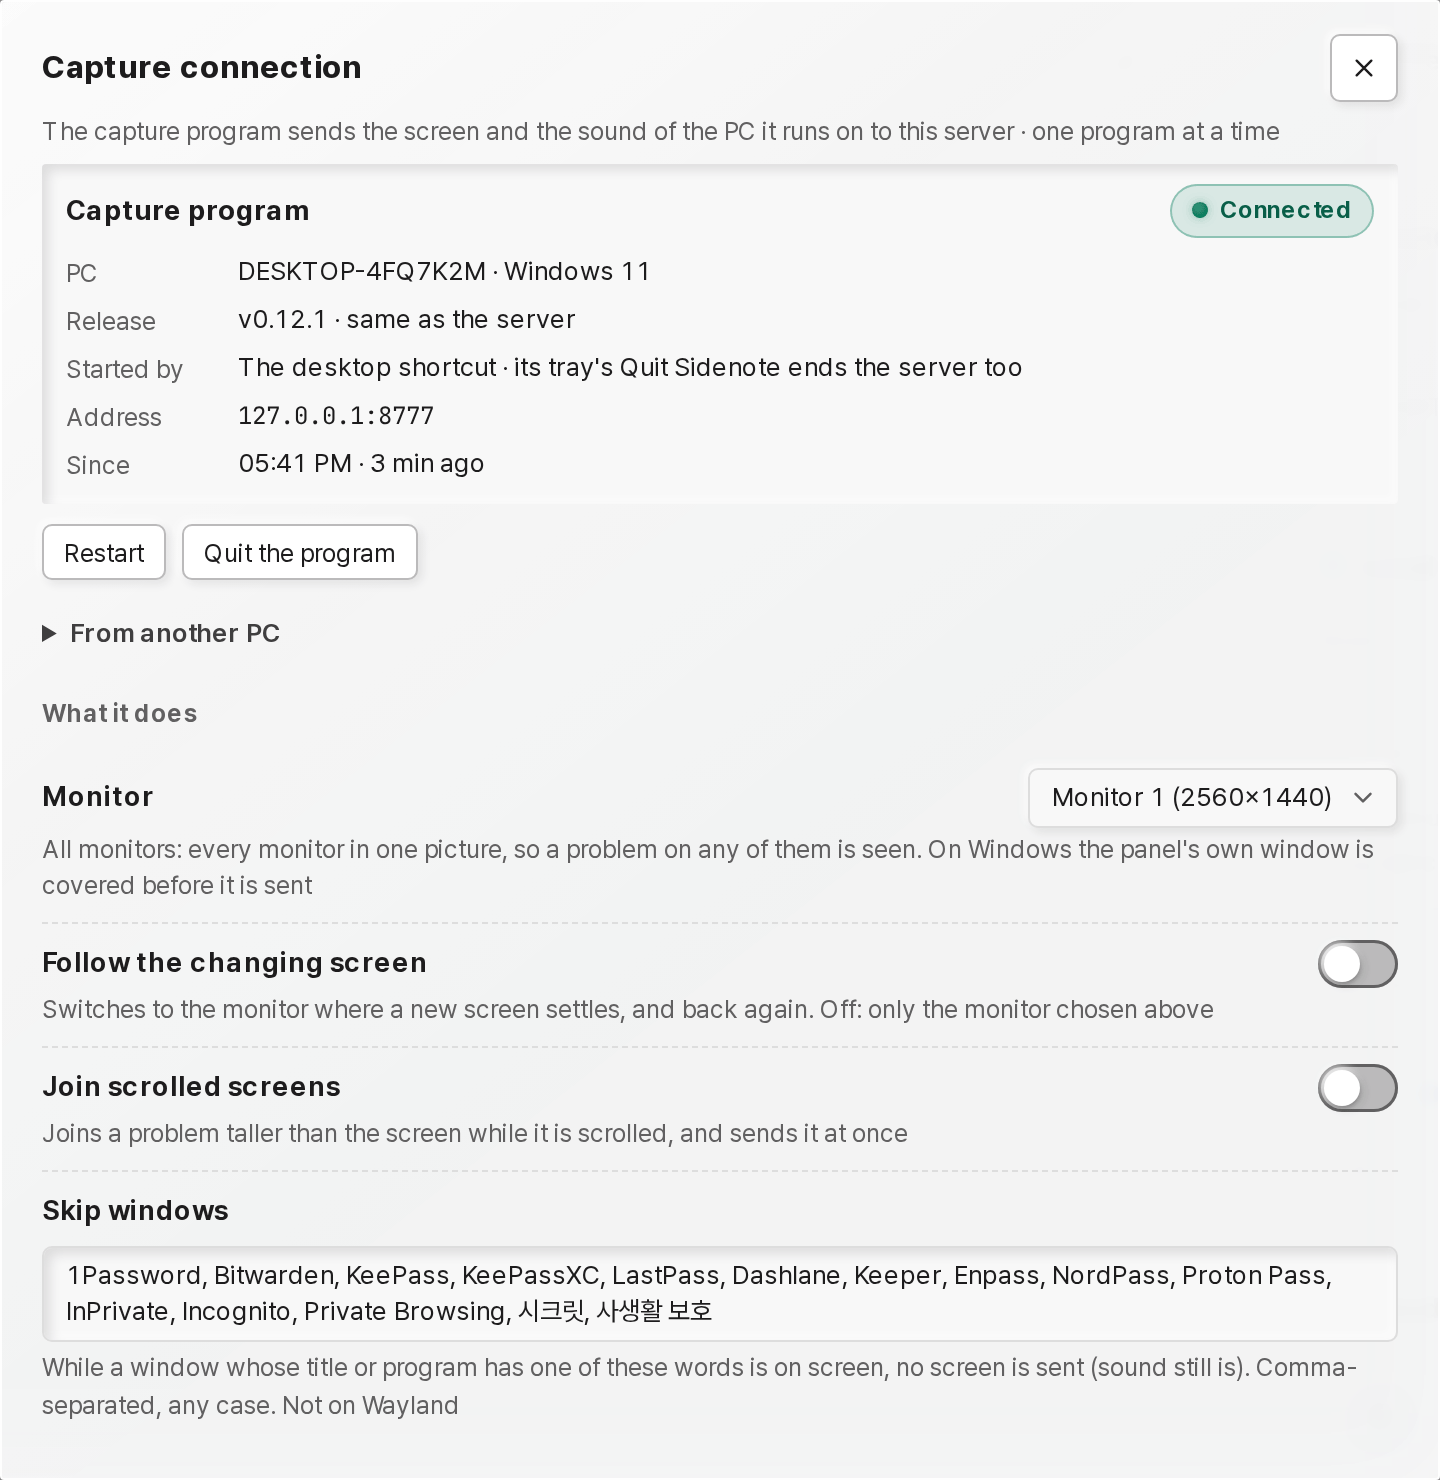 Capture connection
The capture program sends the screen and the sound of the PC it runs on to this server · one program at a time
Capture program
Connected
PC DESKTOP-4FQ7K2M · Windows 11
Release v0.12.1 · same as the server
Started by The desktop shortcut · its tray's Quit Sidenote ends the server too
Address 127.0.0.1:8777
Since 05:41 PM · 3 min ago
Restart Quit the program
From another PC
What it does
Monitor Monitor 1 (2560×1440)
All monitors: every monitor in one picture, so a problem on any of them is seen. On Windows the panel's own window is
covered before it is sent
Follow the changing screen
Switches to the monitor where a new screen settles, and back again. Off: only the monitor chosen above
Join scrolled screens
Joins a problem taller than the screen while it is scrolled, and sends it at once
Skip windows
1Password, Bitwarden, KeePass, KeePassXC, LastPass, Dashlane, Keeper, Enpass, NordPass, Proton Pass,
InPrivate, Incognito, Private Browsing, 시크릿, 사생활 보호
While a window whose title or program has one of these words is on screen, no screen is sent (sound still is). Comma-
separated, any case. Not on Wayland